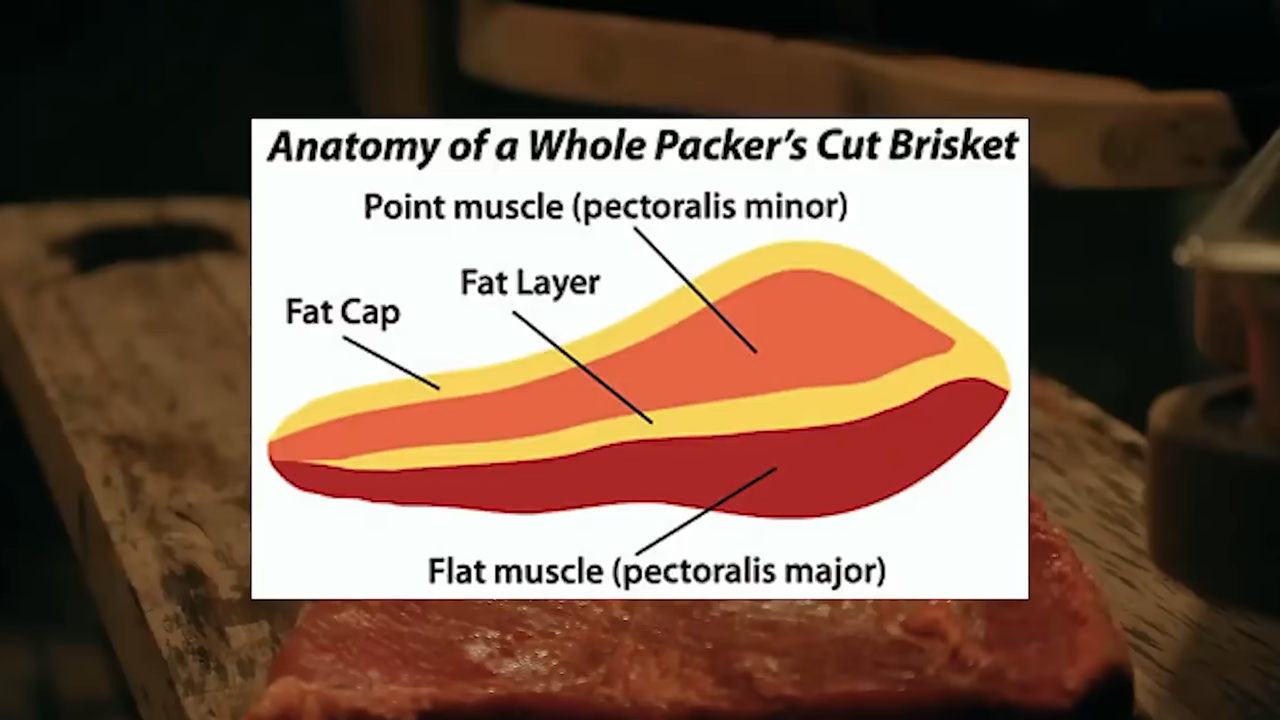 Anatomy of a Whole Packer's Cut Brisket
Point muscle (pectoralis minor)
Fat Layer
Fat Cap
Flat muscle (pectoralis major)